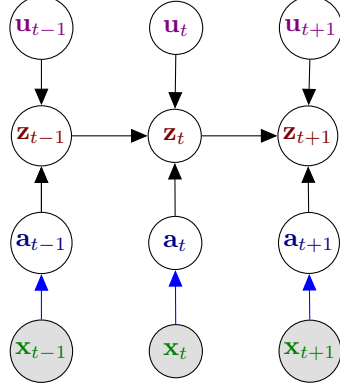 u_{t−1} u_t u_{t+1}
z_{t−1} z_t z_{t+1}
a_{t−1} a_t a_{t+1}
x_{t−1} x_t x_{t+1}